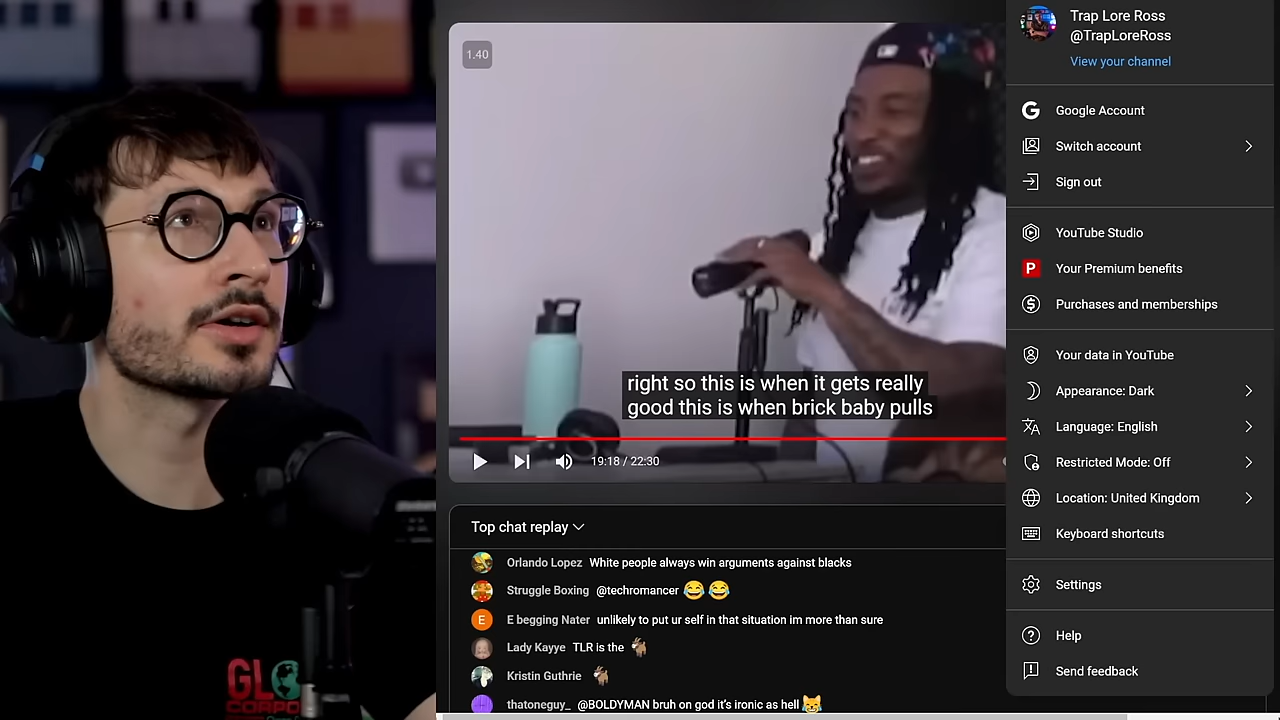 1.40
right so this is when it gets really
good this is when brick baby pulls
19:18 / 22:30
Top chat replay
Orlando Lopez White people always win arguments against blacks
Struggle Boxing @techromancer 😂 😂
E
E begging Nater unlikely to put ur self in that situation im more than sure
Lady Kayye TLR is the 🐐
Kristin Guthrie 🐐
thatoneguy_ @BOLDYMAN bruh on god it's ironic as hell 😹
Trap Lore Ross
@TrapLoreRoss
View your channel
Google Account
Switch account
Sign out
YouTube Studio
Your Premium benefits
Purchases and memberships
Your data in YouTube
Appearance: Dark
Language: English
Restricted Mode: Off
Location: United Kingdom
Keyboard shortcuts
Settings
Help
Send feedback